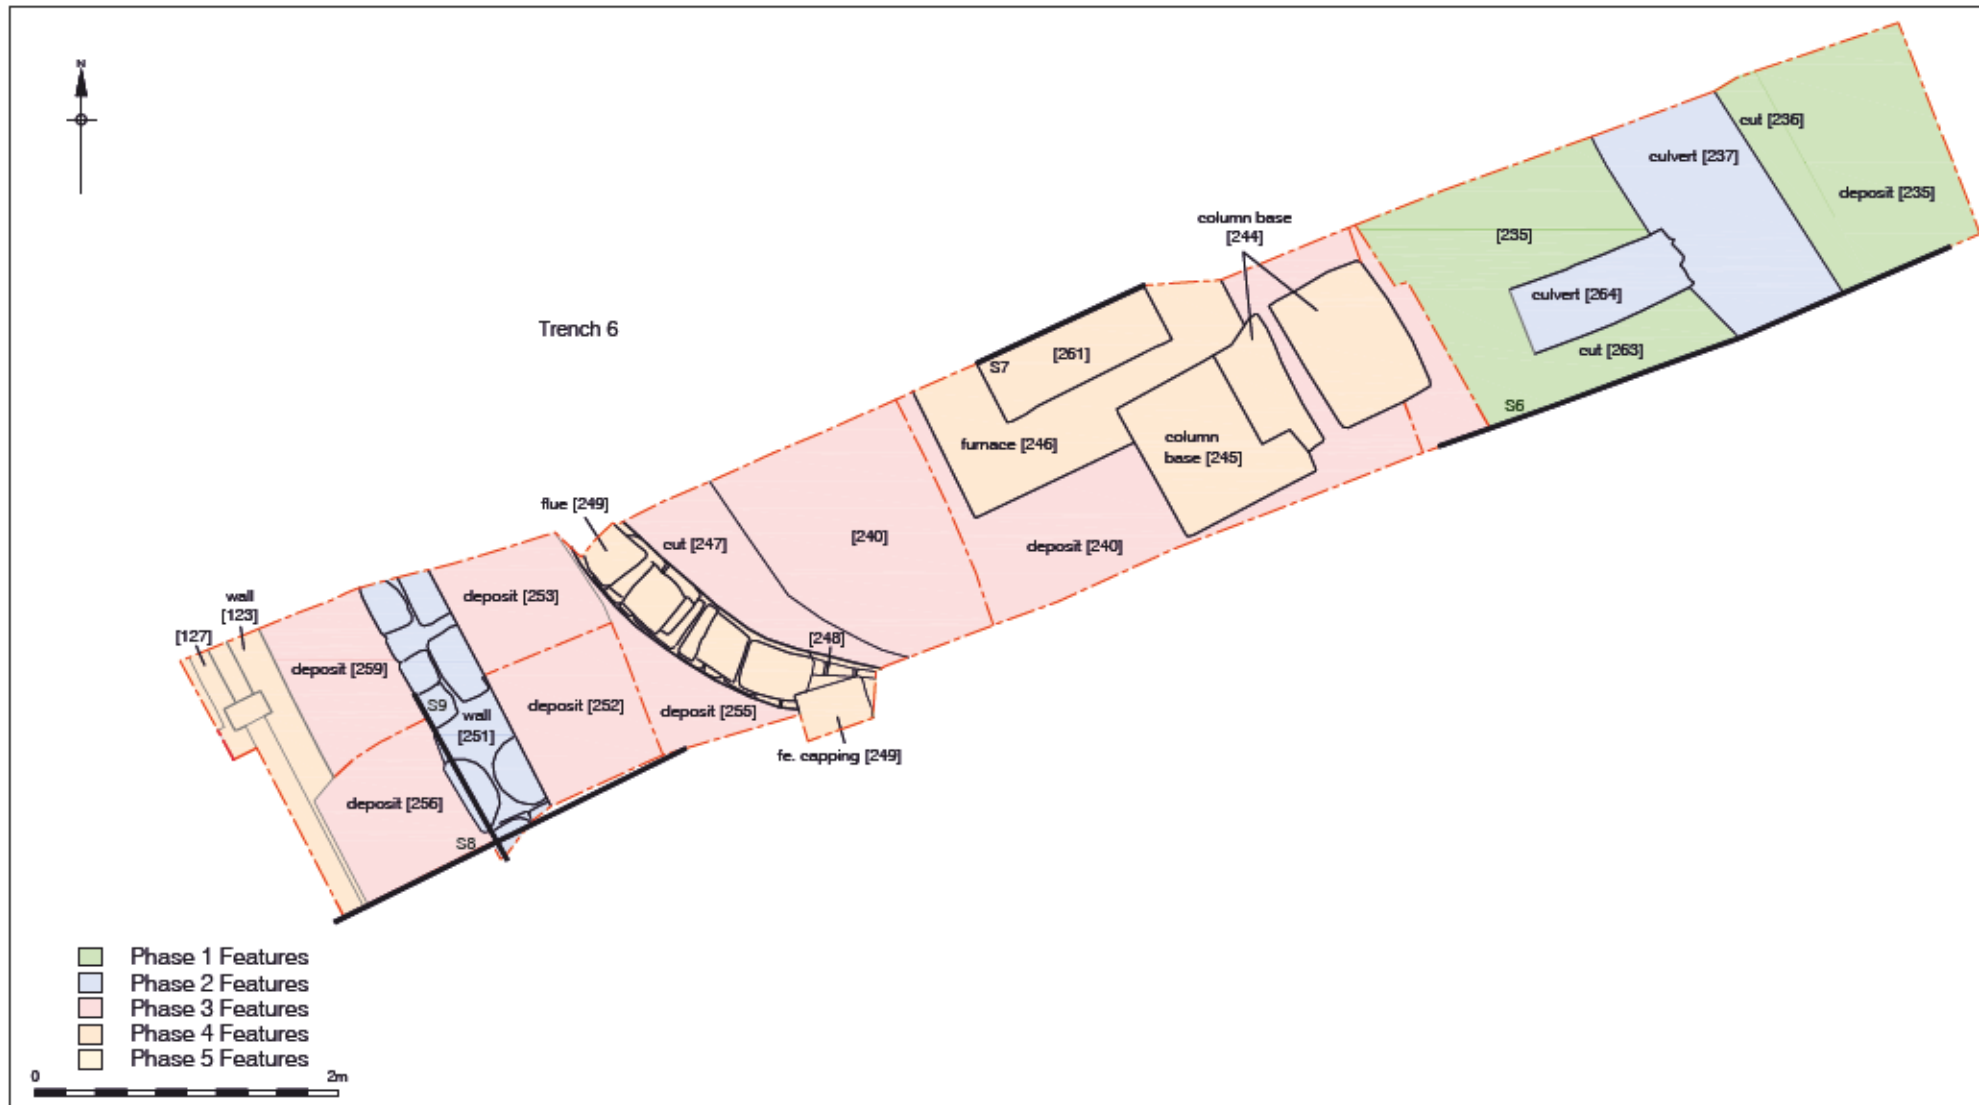 N
Trench 6
cut [236]
culvert [237]
deposit [235]
column base
[244]
[235]
culvert [264]
cut [263]
S6
[261]
S7
furnace [246]
column
base [245]
flue [249]
cut [247]
[240]
deposit [240]
wall
[123]
[127]
deposit [253]
[248]
deposit [259]
S9
wall
[251]
deposit [252]
deposit [255]
fe. capping [249]
deposit [256]
S8
Phase 1 Features
Phase 2 Features
Phase 3 Features
Phase 4 Features
Phase 5 Features
0 2m